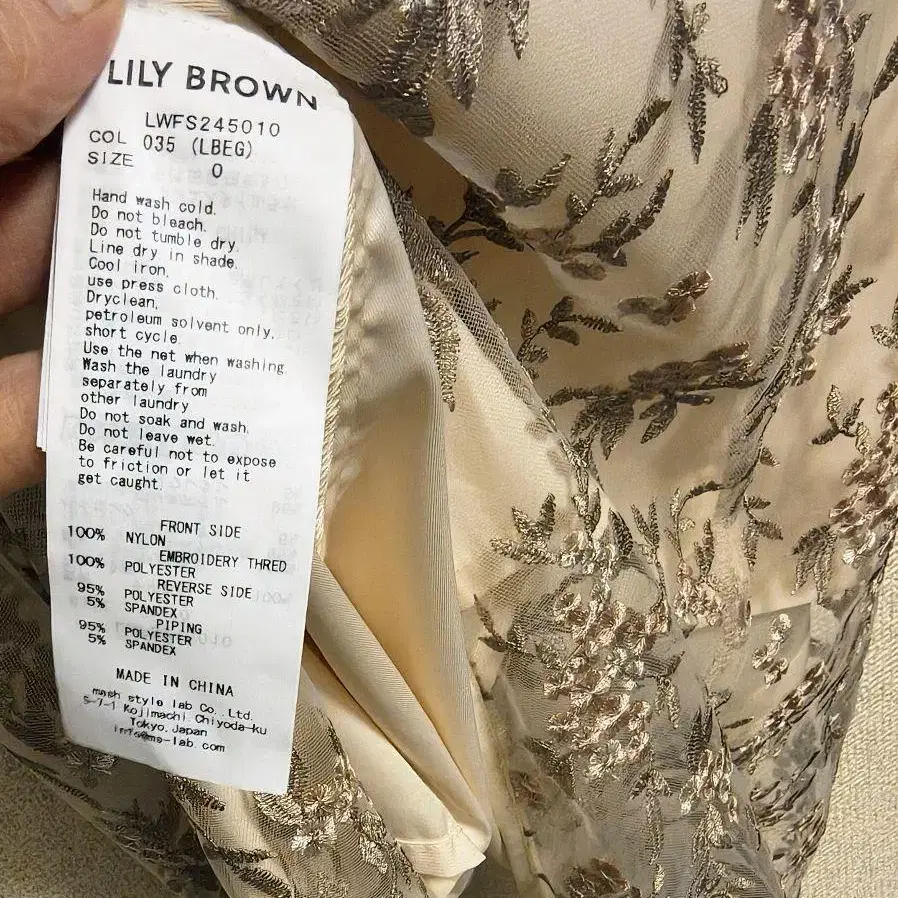 LILY BROWN
LWFS245010
COL 035 (LBEG)
SIZE 0
Hand wash cold.
Do not bleach.
Do not tumble dry.
Line dry in shade.
Cool iron.
use press cloth.
Dryclean.
petroleum solvent only.
short cycle.
Use the net when washing
Wash the laundry
separately from
other laundry
Do not soak and wash.
Do not leave wet.
Be careful not to expose
to friction or let it
get caught.
FRONT SIDE
100% NYLON
EMBROIDERY THRED
100% POLYESTER
REVERSE SIDE
95% POLYESTER
5% SPANDEX
PIPING
95% POLYESTER
5% SPANDEX
MADE IN CHINA
mash style lab Co. Ltd.
5-7-1 Kojimachi Chiyoda-ku
Tokyo. Japan
info@ms-lab.com